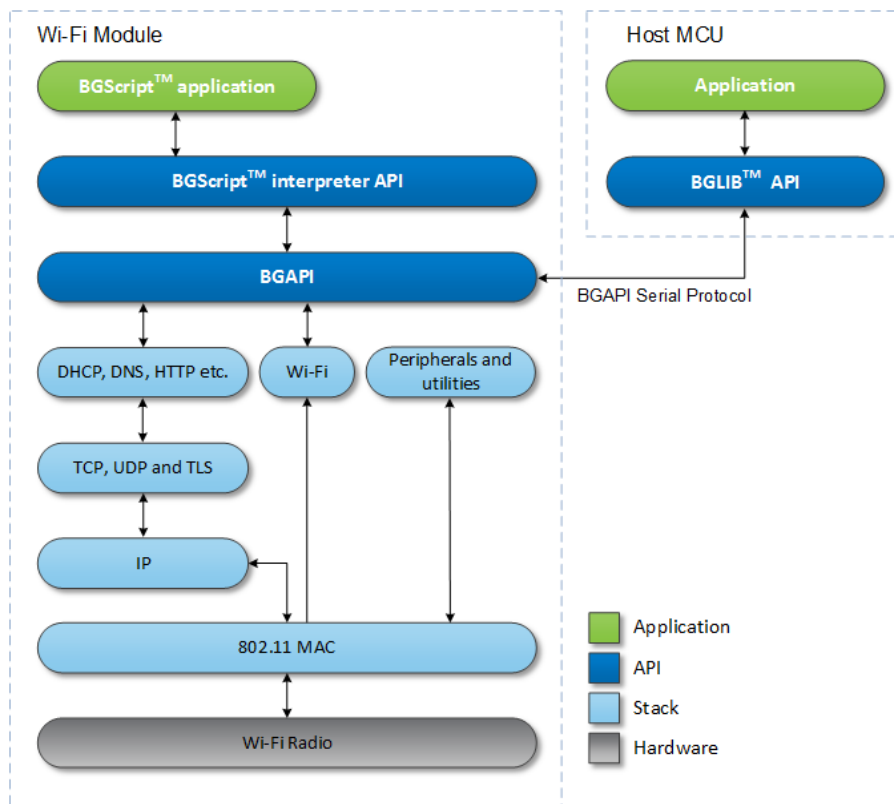 Wi-Fi Module
Host MCU
BGScript™ application
Application
BGScript™ interpreter API
BGLIB™ API
BGAPI
BGAPI Serial Protocol
DHCP, DNS, HTTP etc.
Wi-Fi
Peripherals and
utilities
TCP, UDP and TLS
IP
802.11 MAC
Wi-Fi Radio
Application
API
Stack
Hardware